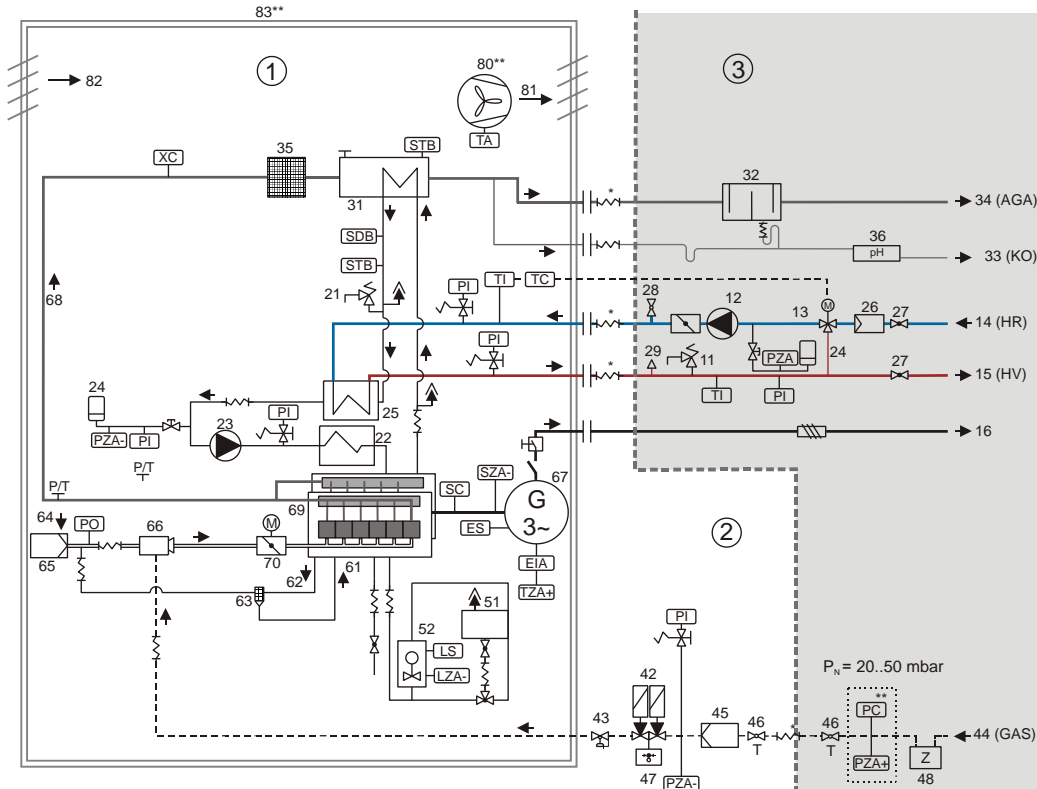 83**
82
1
80**
81
TA
3
XC
35
STB
31
32
34 (AGA)
SDB
STB
36
pH
33 (KO)
68
21
PI
TI
TC
28
12
M
13
26
27
14 (HR)
*
*
*
PI
29
11
PZA
24
27
15 (HV)
TI
PI
24
PZA-
PI
23
PI
25
22
16
P/T
P/T
SZA-
67
SC
G
3~
ES
EIA
TZA+
69
64
PO
66
M
65
70
62
61
63
2
51
52
LS
LZA-
PI
P_N = 20..50 mbar
42
43
45
46
T
*
46
T
**
PC
PZA+
44 (GAS)
Z
48
47
PZA-